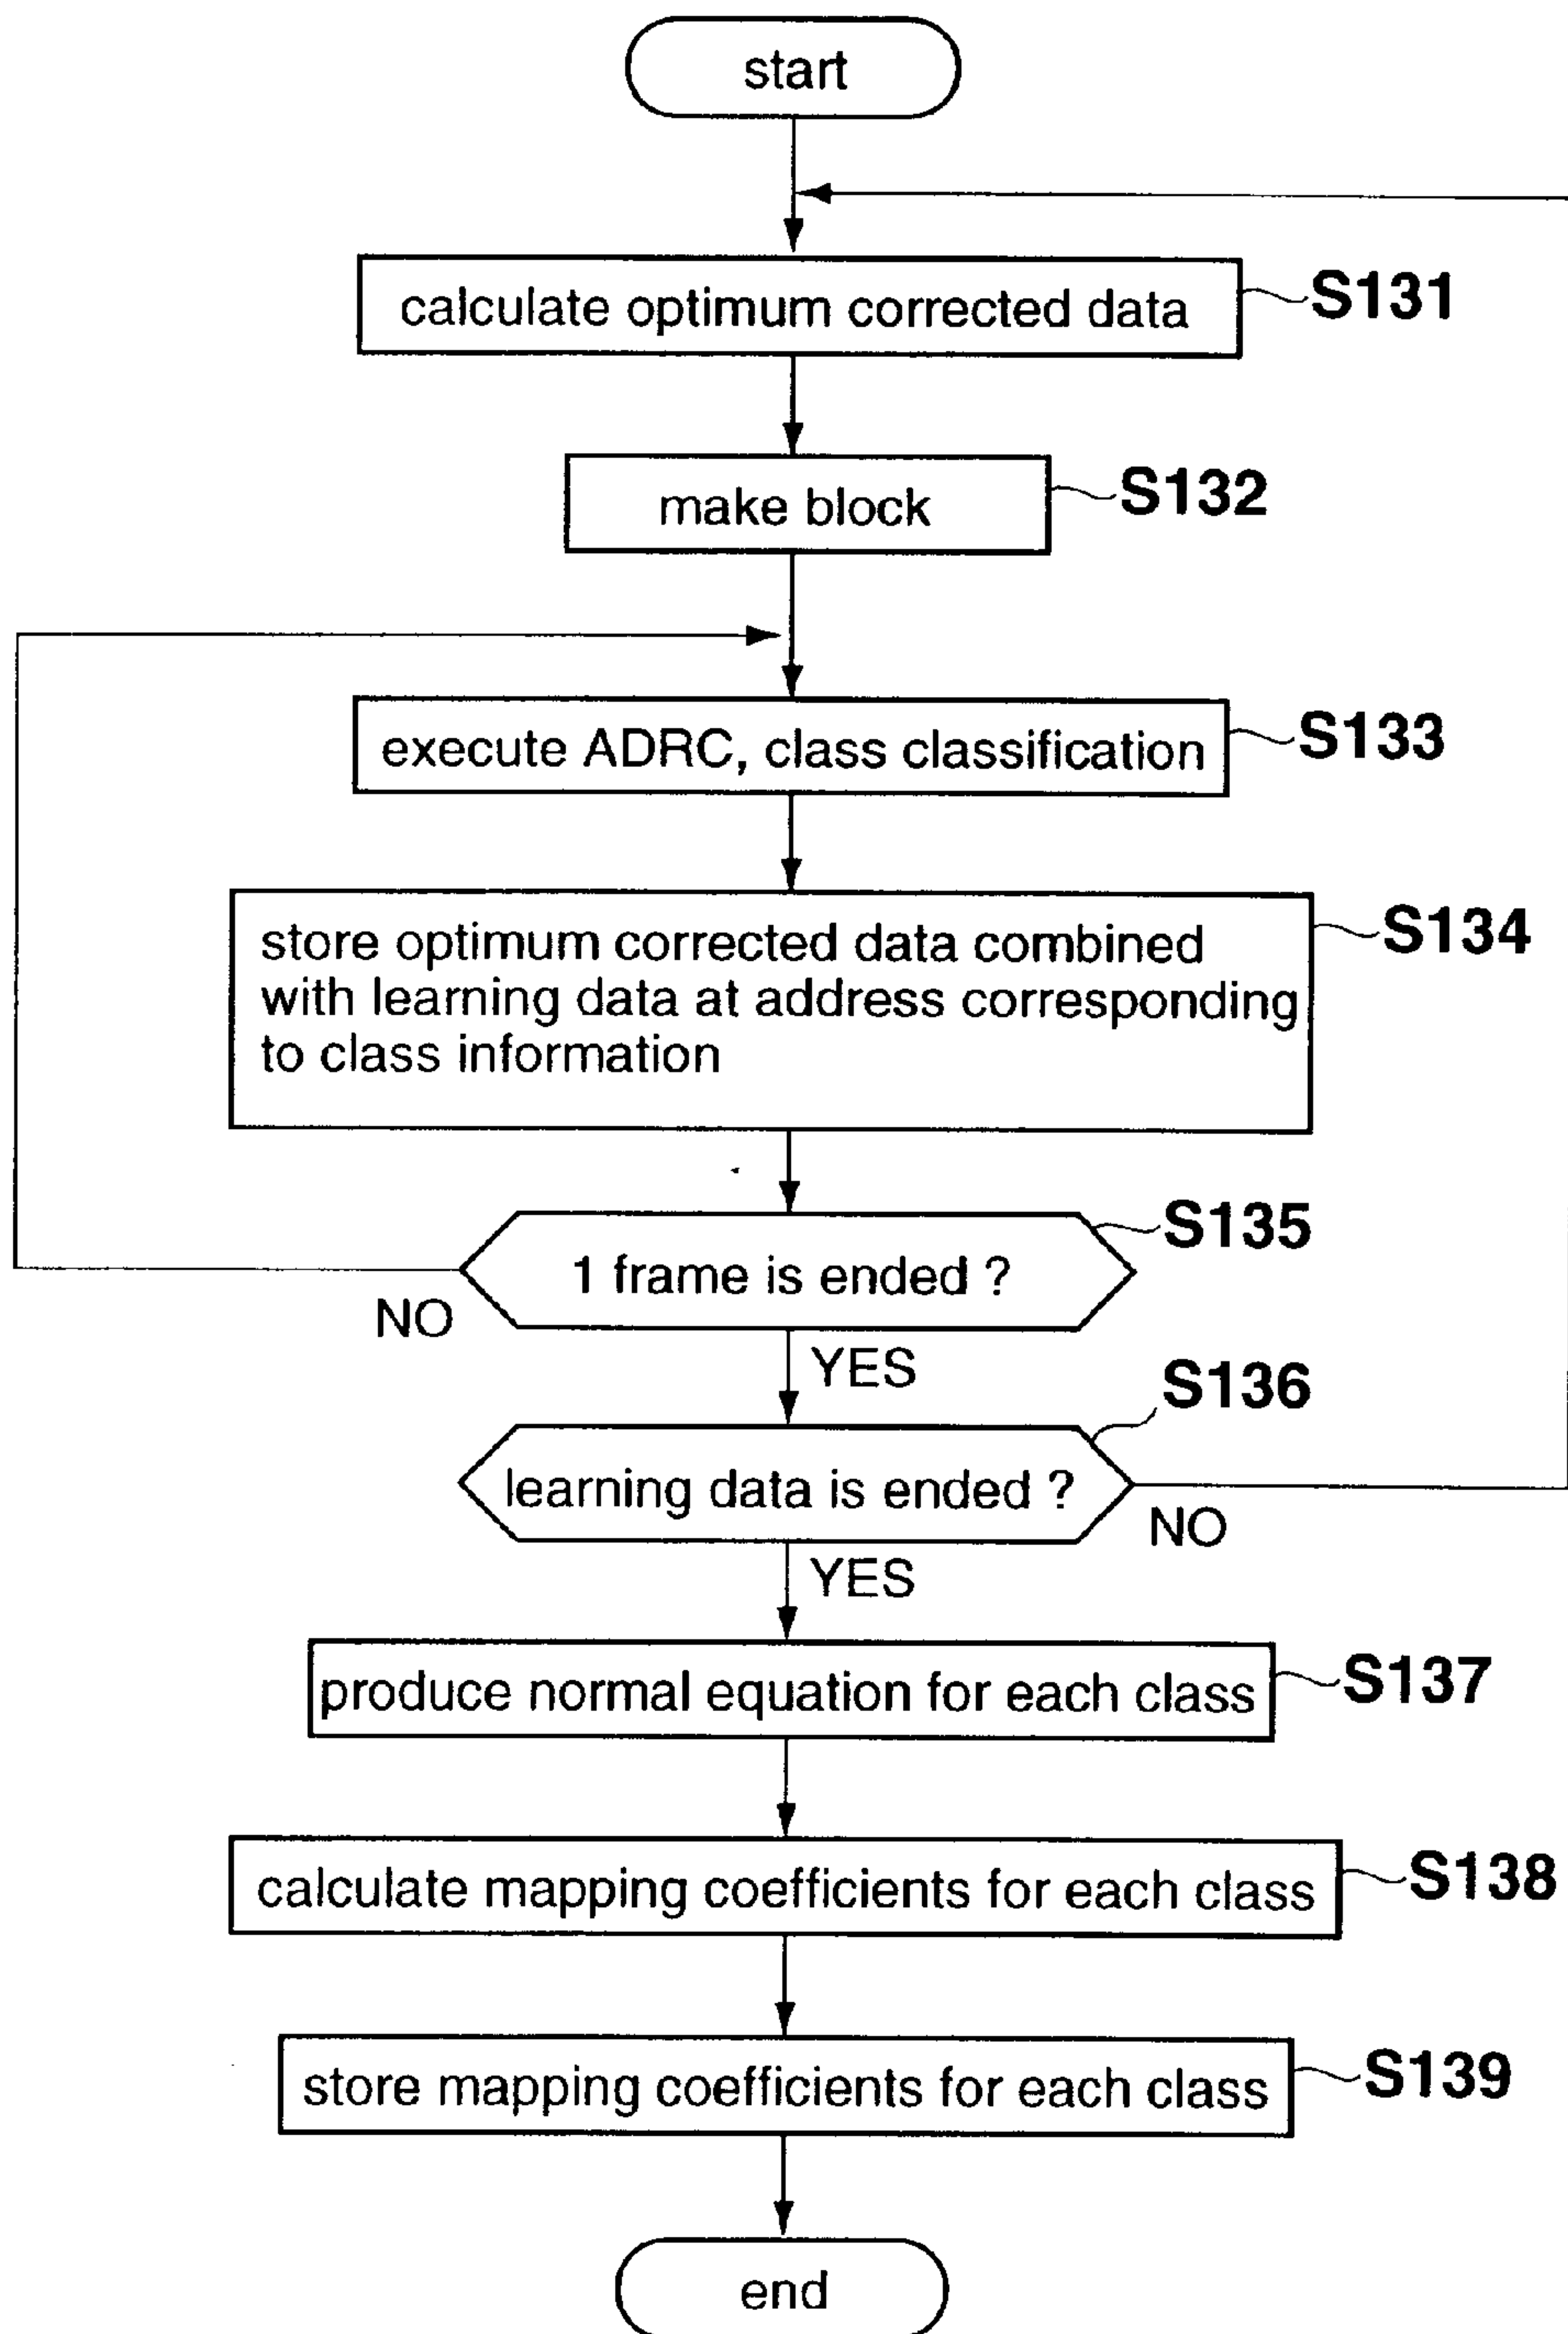 start
calculate optimum corrected data
S131
make block
S132
execute ADRC, class classification
S133
store optimum corrected data combined
with learning data at address corresponding
to class information
S134
1 frame is ended ?
S135
NO
YES
S136
learning data is ended ?
NO
YES
produce normal equation for each class
S137
calculate mapping coefficients for each class
S138
store mapping coefficients for each class
S139
end